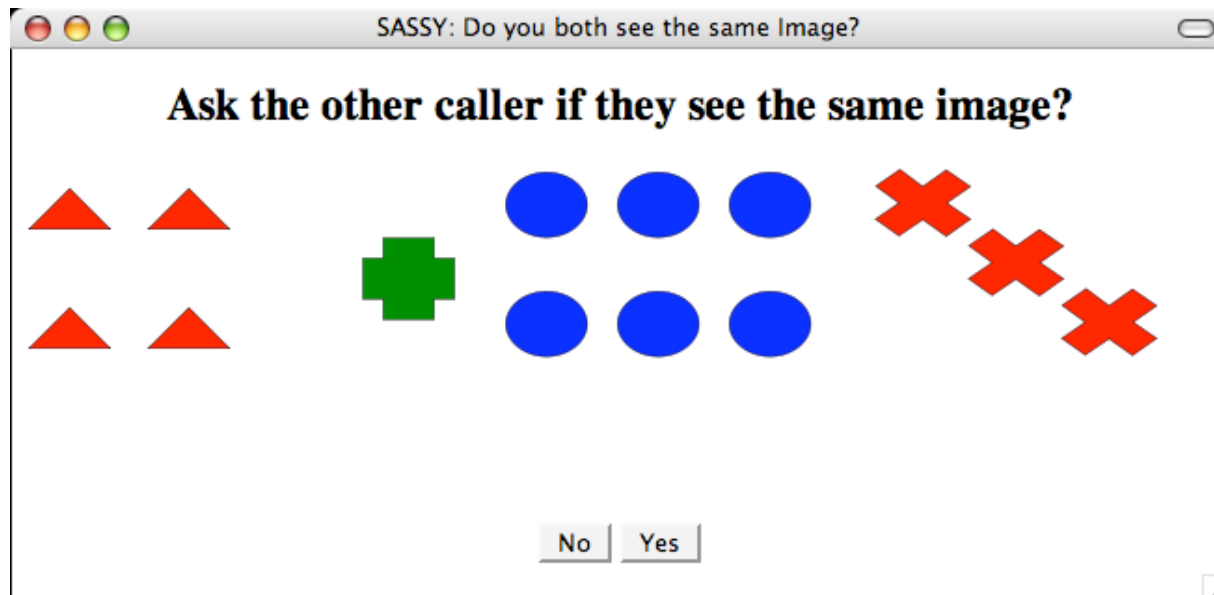 SASSY: Do you both see the same Image?
Ask the other caller if they see the same image?
No Yes